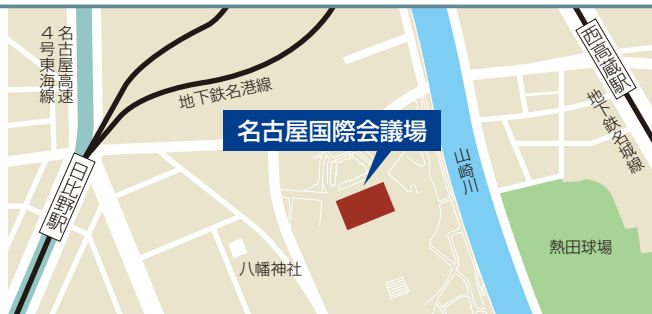 名古屋高速
4号東海線
地下鉄名港線
西高蔵駅
地下鉄名城線
名古屋国際会議場
山崎川
日比野駅
熱田球場
八幡神社